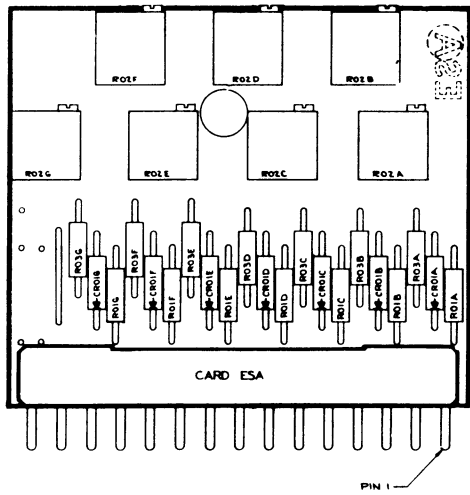 R02F R02D R02B
ESA
R02G R02E R02C R02A
R03G CR01G R01G R03F CR01F R01F R03E CR01E R01E R03D CR01D R01D R03C CR01C R01C R03B CR01B R01B R03A CR01A R01A
CARD ESA
PIN 1